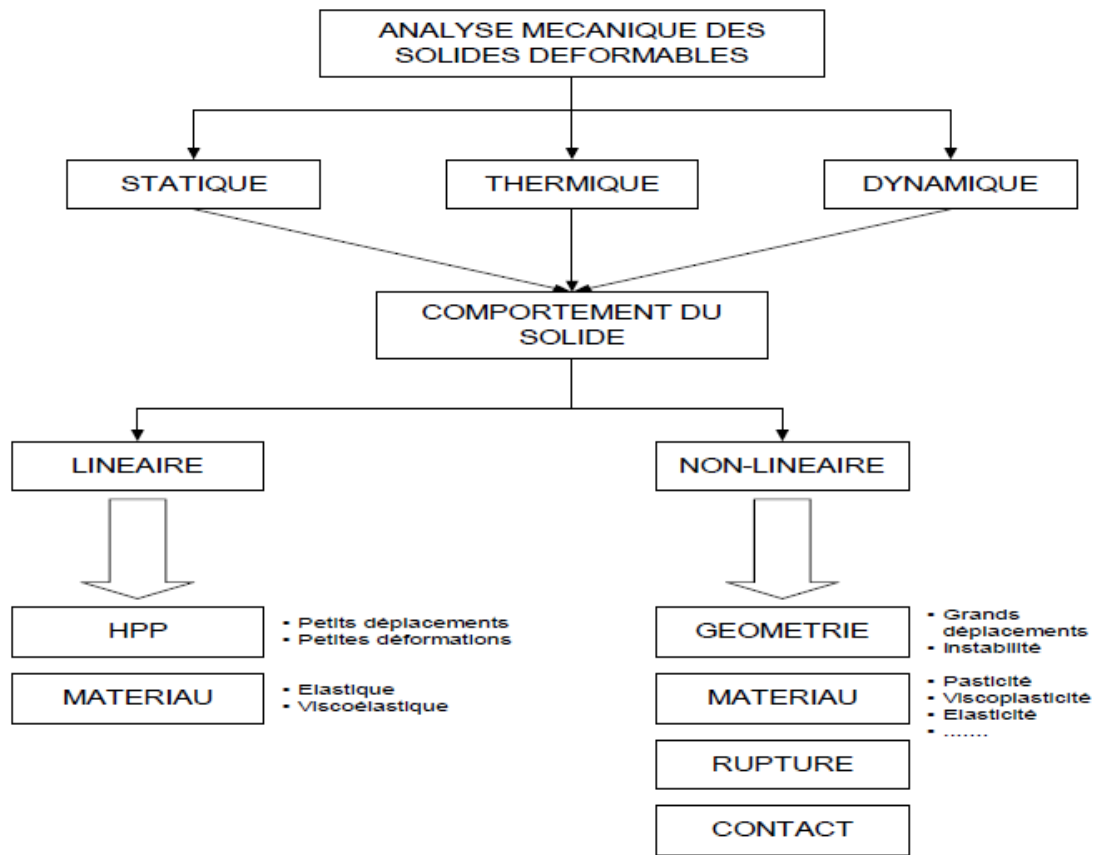 ANALYSE MECANIQUE DES
SOLIDES DEFORMABLES
STATIQUE
THERMIQUE
DYNAMIQUE
COMPORTEMENT DU
SOLIDE
LINEAIRE
NON-LINEAIRE
HPP
▪ Petits déplacements
▪ Petites déformations
MATERIAU
▪ Elastique
▪ Viscoélastique
GEOMETRIE
▪ Grands
déplacements
▪ Instabilité
MATERIAU
▪ Pasticité
▪ Viscoplasticité
▪ Elasticité
▪ .......
RUPTURE
CONTACT